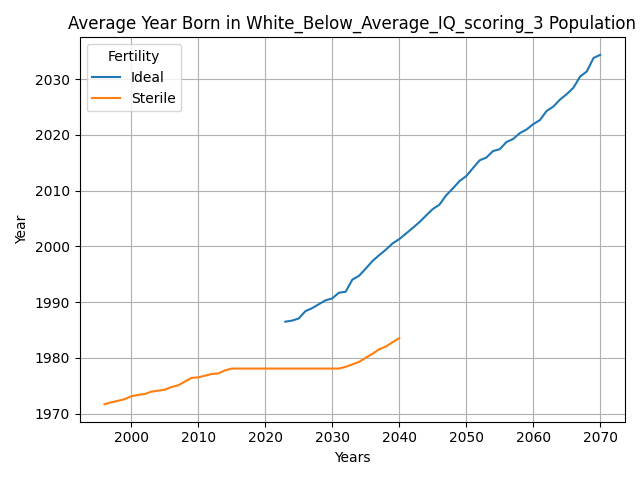 Average Year Born in White_Below_Average_IQ_scoring_3 Population
Fertility
Ideal
Sterile
Year
2030
2020
2010
2000
1990
1980
1970
2000 2010 2020 2030 2040 2050 2060 2070
Years